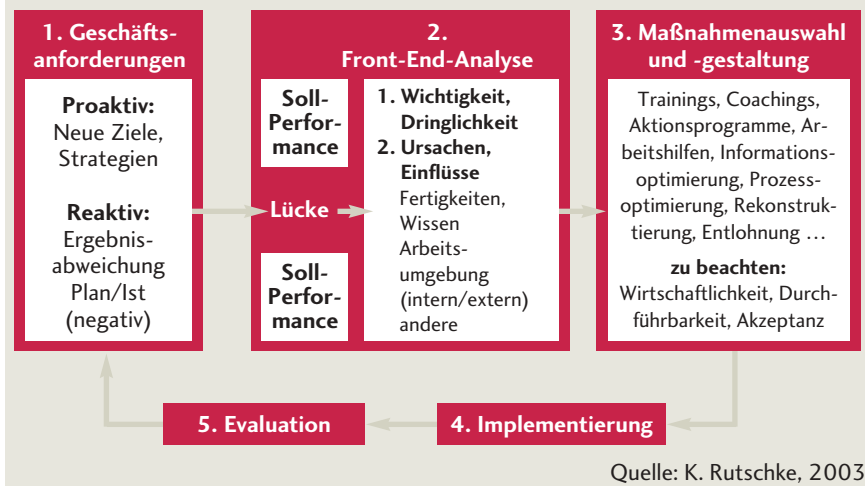 1. Geschäfts-
anforderungen
Proaktiv:
Neue Ziele,
Strategien
Reaktiv:
Ergebnis-
abweichung
Plan/Ist
(negativ)
2.
Front-End-Analyse
Soll-
Perfor-
mance
Lücke
Soll-
Perfor-
mance
1. Wichtigkeit,
Dringlichkeit
2. Ursachen,
Einflüsse
Fertigkeiten,
Wissen
Arbeits-
umgebung
(intern/extern)
andere
3. Maßnahmenauswahl
und -gestaltung
Trainings, Coachings,
Aktionsprogramme, Ar-
beitshilfen, Informations-
optimierung, Prozess-
optimierung, Rekonstruk-
tierung, Entlohnung …
zu beachten:
Wirtschaftlichkeit, Durch-
führbarkeit, Akzeptanz
4. Implementierung
5. Evaluation
Quelle: K. Rutschke, 2003